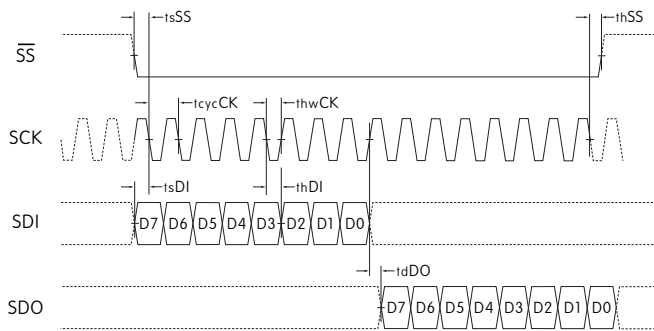 tsSS
thSS
SS
tcycCK
thwCK
SCK
tsDI
thDI
SDI
D7 D6 D5 D4 D3 D2 D1 D0
tdDO
SDO
D7 D6 D5 D4 D3 D2 D1 D0